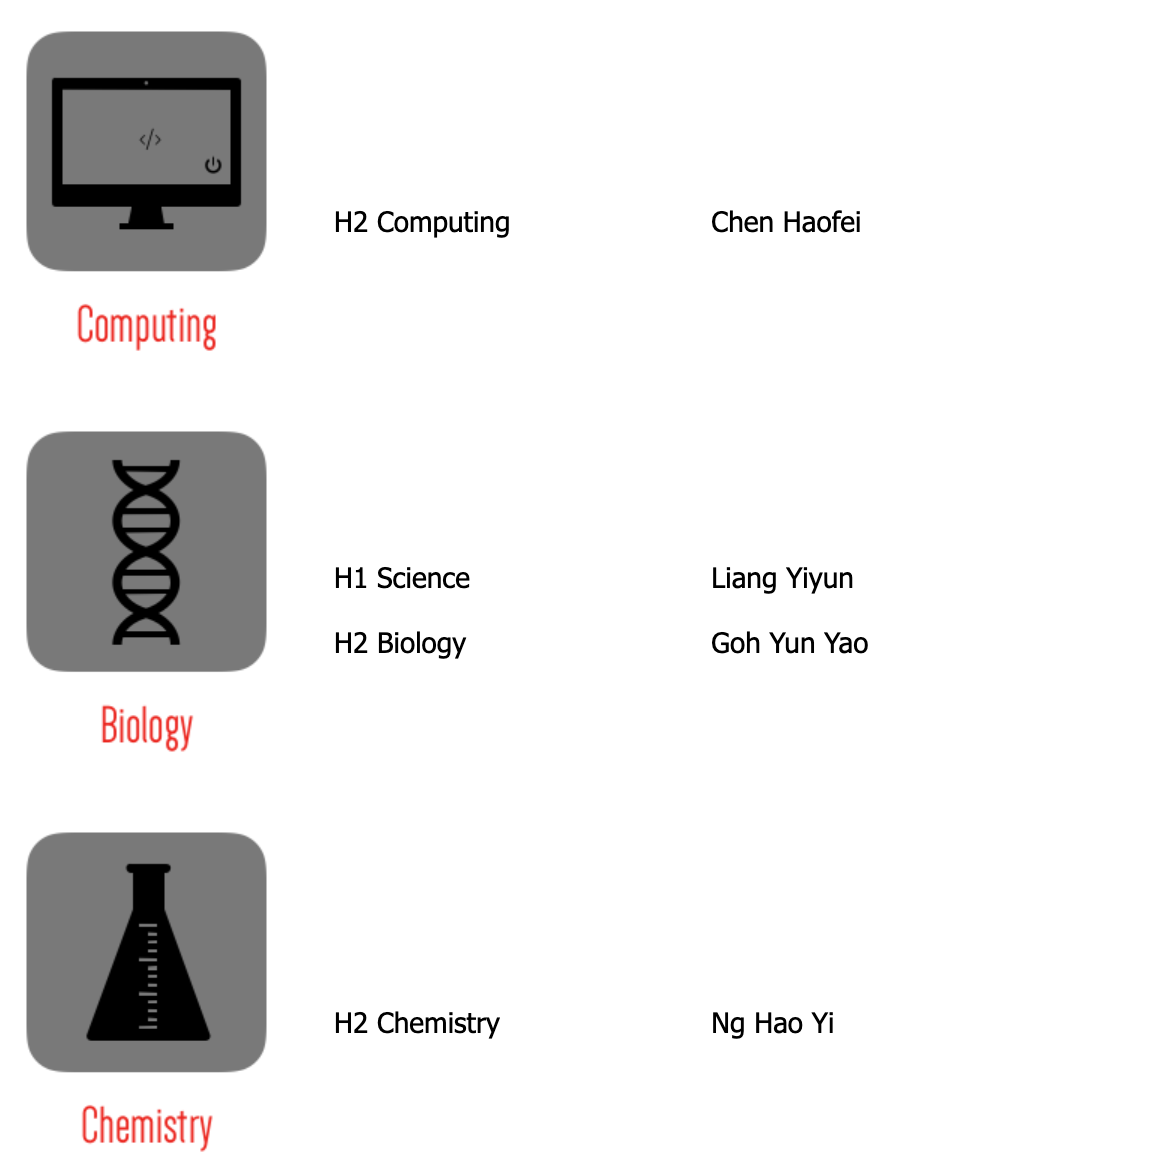 </>
H2 Computing Chen Haofei
Computing
H1 Science Liang Yiyun
H2 Biology Goh Yun Yao
Biology
H2 Chemistry Ng Hao Yi
Chemistry